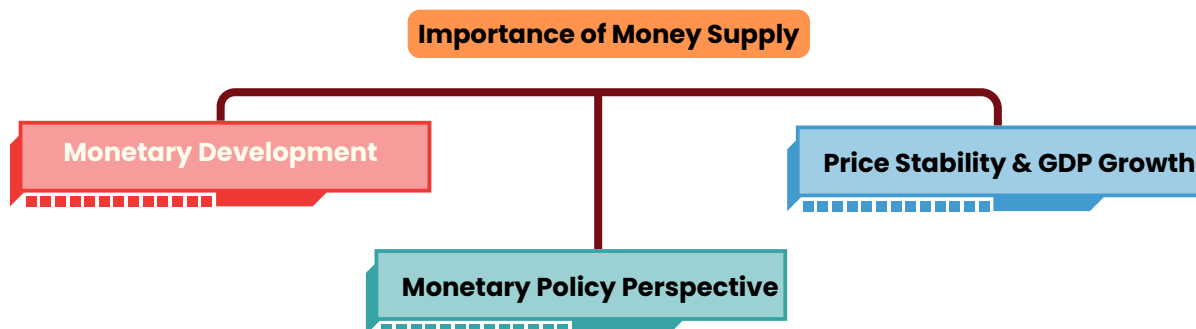 Importance of Money Supply
Monetary Development
Price Stability & GDP Growth
Monetary Policy Perspective